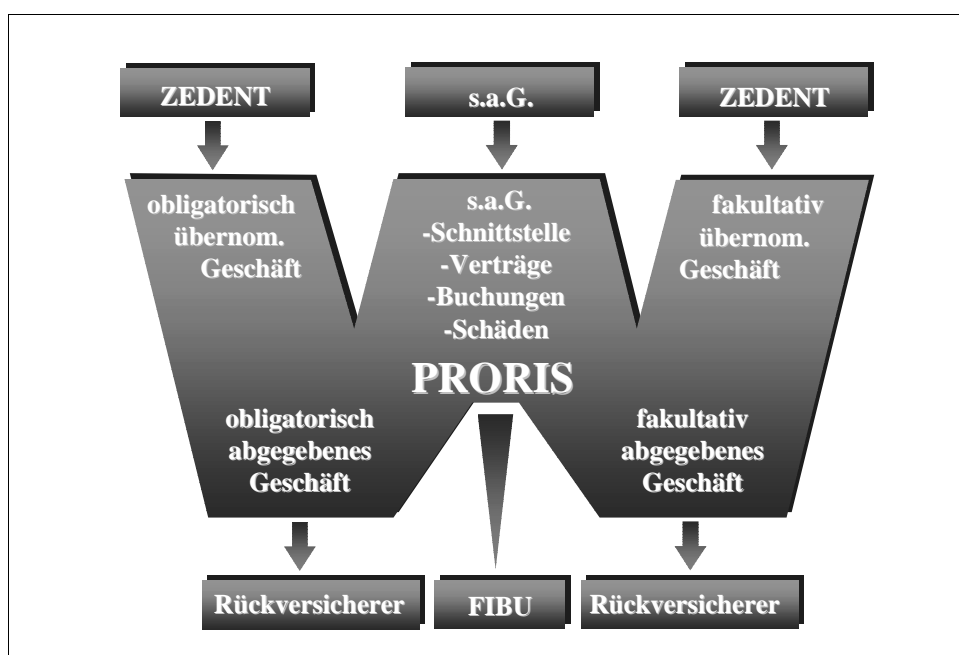 ZEDENT
s.a.G.
ZEDENT
obligatorisch
übernom.
Geschäft
s.a.G.
-Schnittstelle
-Verträge
-Buchungen
-Schäden
fakultativ
übernom.
Geschäft
PRORIS
obligatorisch
abgegebenes
Geschäft
fakultativ
abgegebenes
Geschäft
Rückversicherer
FIBU
Rückversicherer